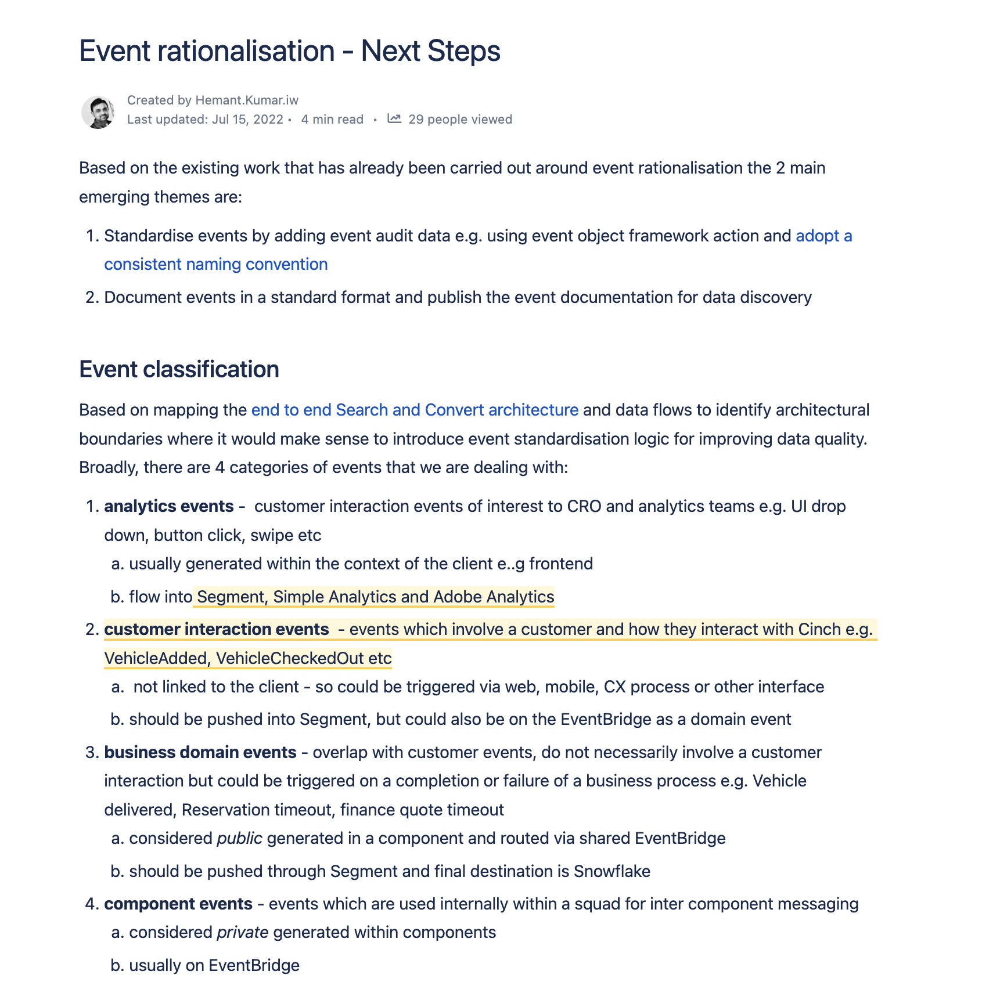 Event rationalisation - Next Steps
Created by Hemant.Kumar.iw
Last updated: Jul 15, 2022 • 4 min read • 29 people viewed
Based on the existing work that has already been carried out around event rationalisation the 2 main
emerging themes are:
1. Standardise events by adding event audit data e.g. using event object framework action and adopt a
consistent naming convention
2. Document events in a standard format and publish the event documentation for data discovery
Event classification
Based on mapping the end to end Search and Convert architecture and data flows to identify architectural
boundaries where it would make sense to introduce event standardisation logic for improving data quality.
Broadly, there are 4 categories of events that we are dealing with:
1. analytics events - customer interaction events of interest to CRO and analytics teams e.g. UI drop
down, button click, swipe etc
a. usually generated within the context of the client e..g frontend
b. flow into Segment, Simple Analytics and Adobe Analytics
2. customer interaction events - events which involve a customer and how they interact with Cinch e.g.
VehicleAdded, VehicleCheckedOut etc
a. not linked to the client - so could be triggered via web, mobile, CX process or other interface
b. should be pushed into Segment, but could also be on the EventBridge as a domain event
3. business domain events - overlap with customer events, do not necessarily involve a customer
interaction but could be triggered on a completion or failure of a business process e.g. Vehicle
delivered, Reservation timeout, finance quote timeout
a. considered public generated in a component and routed via shared EventBridge
b. should be pushed through Segment and final destination is Snowflake
4. component events - events which are used internally within a squad for inter component messaging
a. considered private generated within components
b. usually on EventBridge